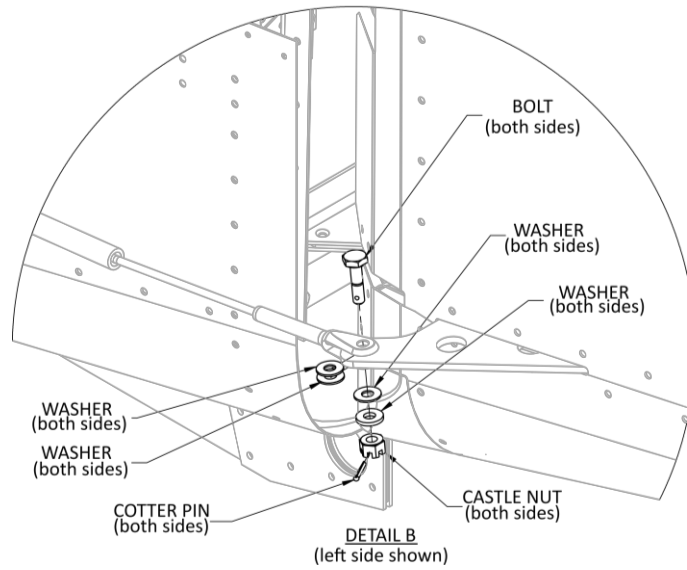 BOLT
(both sides)
WASHER
(both sides)
WASHER
(both sides)
WASHER
(both sides)
WASHER
(both sides)
COTTER PIN
(both sides)
CASTLE NUT
(both sides)
DETAIL B
(left side shown)